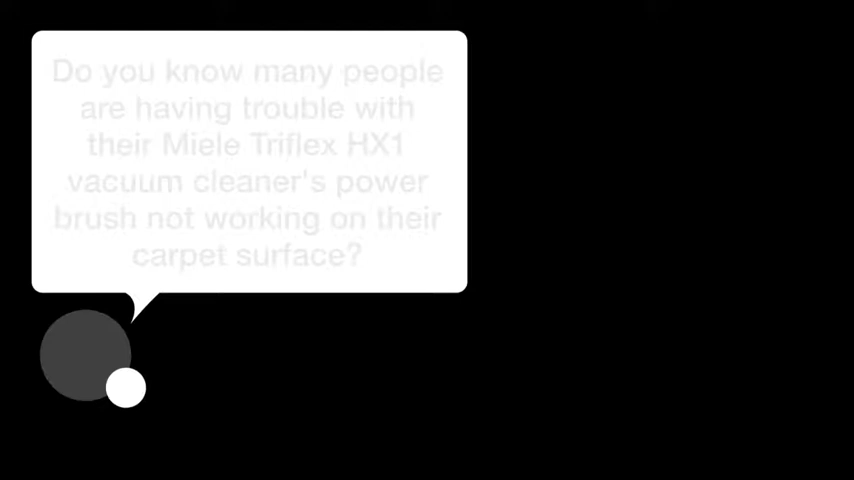 Do you know many people
are having trouble with
their Miele Triflex HX1
vacuum cleaner's power
brush not working on their
carpet surface?